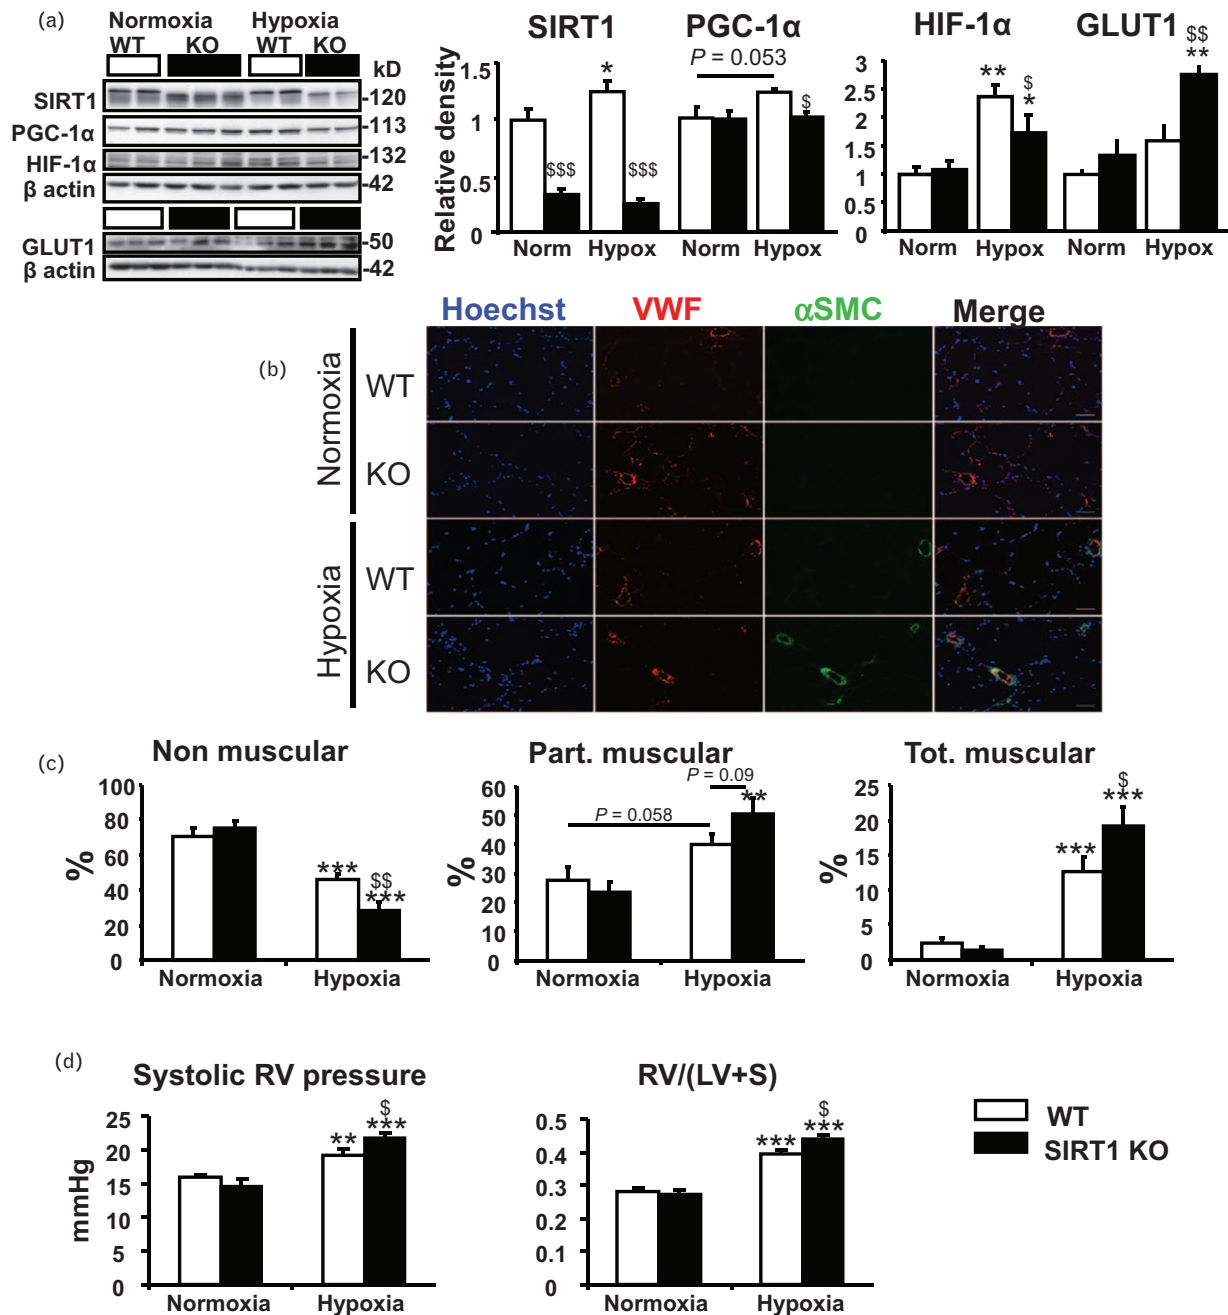 (a)
Normoxia Hypoxia
WT KO WT KO
kD
SIRT1 -120
PGC-1α -113
HIF-1α -132
β actin -42
GLUT1 -50
β actin -42
SIRT1 PGC-1α
P = 0.053
Relative density
1.5
1
0.5
0
* $$$ $$$ $
Norm Hypox Norm Hypox
HIF-1α GLUT1
3
2.5
2
1.5
1
0.5
0
** $ * $$ **
Norm Hypox Norm Hypox
(b)
Hoechst VWF αSMC Merge
Normoxia
WT
KO
Hypoxia
WT
KO
(c)
Non muscular
%
100
80
60
40
20
0
*** $$ ***
Normoxia Hypoxia
Part. muscular
P = 0.09
P = 0.058
**
%
60
50
40
30
20
10
0
Normoxia Hypoxia
Tot. muscular
%
25
20
15
10
5
0
*** $ ***
Normoxia Hypoxia
(d)
Systolic RV pressure
mmHg
25
20
15
10
5
0
** $ ***
Normoxia Hypoxia
RV/(LV+S)
0.5
0.4
0.3
0.2
0.1
0
*** $ ***
Normoxia Hypoxia
WT
SIRT1 KO